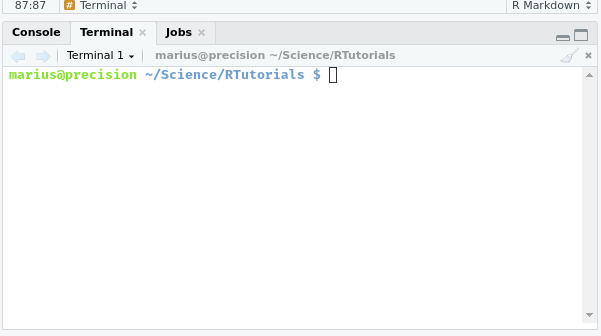 87:87 # Terminal R Markdown
Console Terminal Jobs
Terminal 1 marius@precision ~/Science/RTutorials
marius@precision ~/Science/RTutorials $